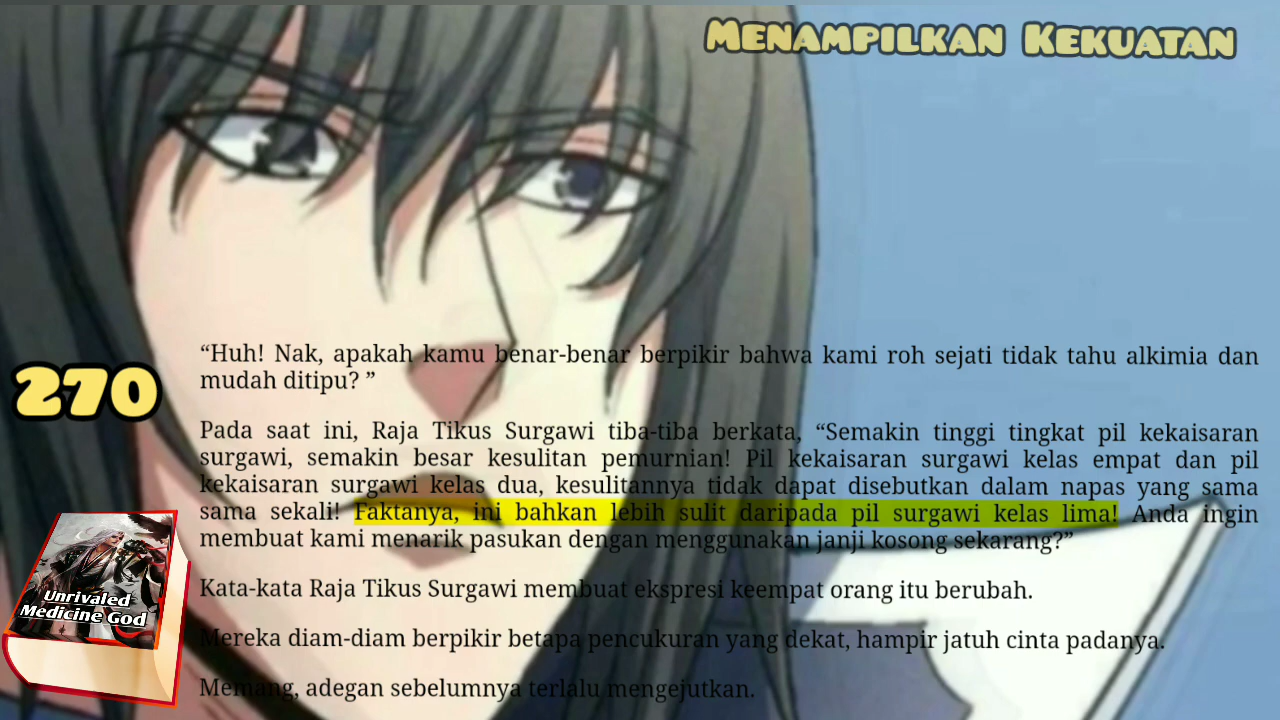 Menampilkan Kekuatan
“Huh! Nak, apakah kamu benar-benar berpikir bahwa kami roh sejati tidak tahu alkimia dan
mudah ditipu? ”
Pada saat ini, Raja Tikus Surgawi tiba-tiba berkata, “Semakin tinggi tingkat pil kekaisaran
surgawi, semakin besar kesulitan pemurnian! Pil kekaisaran surgawi kelas empat dan pil
kekaisaran surgawi kelas dua, kesulitannya tidak dapat disebutkan dalam napas yang sama
sama sekali! Faktanya, ini bahkan lebih sulit daripada pil surgawi kelas lima! Anda ingin
membuat kami menarik pasukan dengan menggunakan janji kosong sekarang?”
270
Kata-kata Raja Tikus Surgawi membuat ekspresi keempat orang itu berubah.
Mereka diam-diam berpikir betapa pencukuran yang dekat, hampir jatuh cinta padanya.
Memang, adegan sebelumnya terlalu mengejutkan.
Unrivaled
Medicine God